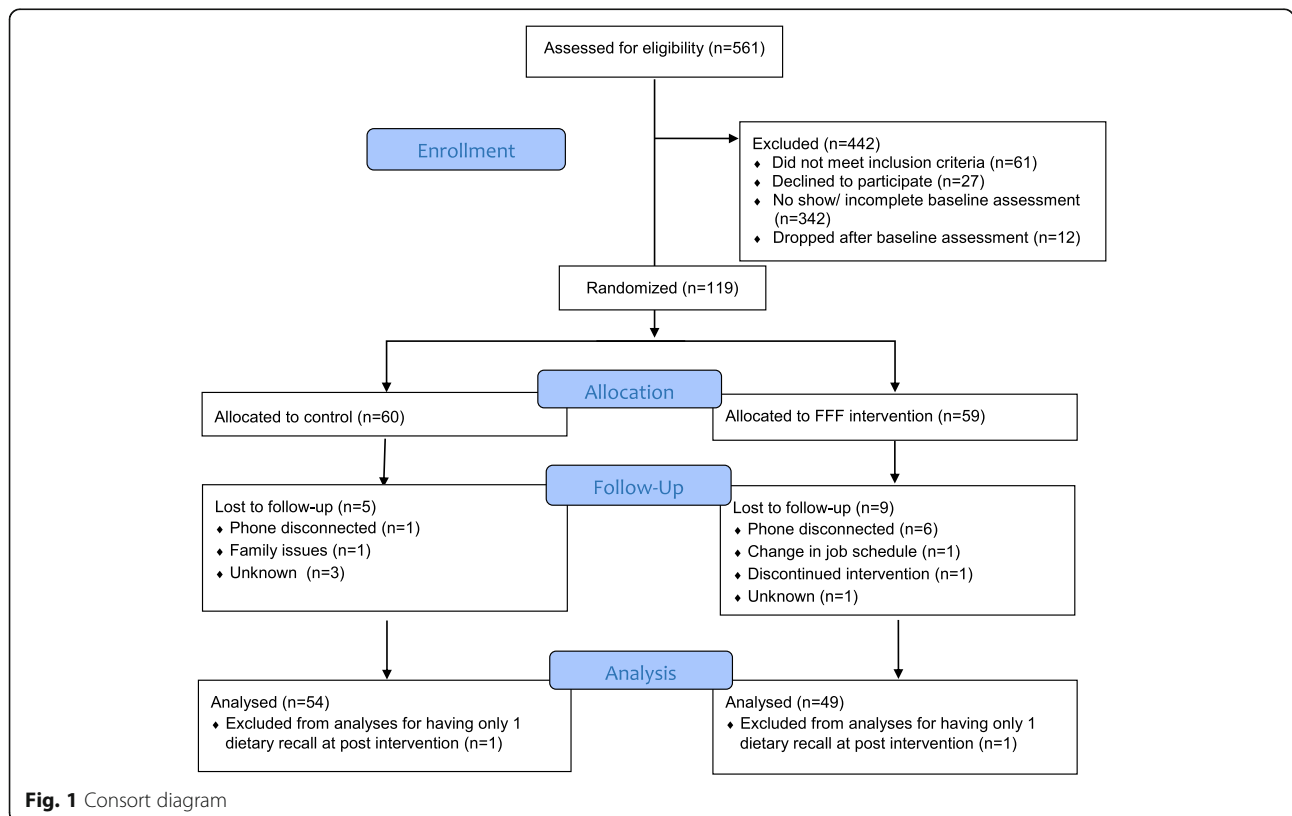 Assessed for eligibility (n=561)
Enrollment
Excluded (n=442)
♦ Did not meet inclusion criteria (n=61)
♦ Declined to participate (n=27)
♦ No show/ incomplete baseline assessment
(n=342)
♦ Dropped after baseline assessment (n=12)
Randomized (n=119)
Allocation
Allocated to control (n=60)
Allocated to FFF intervention (n=59)
Follow-Up
Lost to follow-up (n=5)
♦ Phone disconnected (n=1)
♦ Family issues (n=1)
♦ Unknown (n=3)
Lost to follow-up (n=9)
♦ Phone disconnected (n=6)
♦ Change in job schedule (n=1)
♦ Discontinued intervention (n=1)
♦ Unknown (n=1)
Analysis
Analysed (n=54)
♦ Excluded from analyses for having only 1
dietary recall at post intervention (n=1)
Analysed (n=49)
♦ Excluded from analyses for having only 1
dietary recall at post intervention (n=1)
Fig. 1 Consort diagram